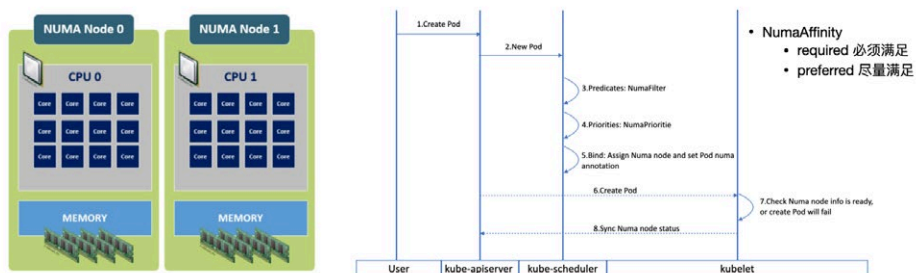 NUMA Node 0
CPU 0
Core Core Core Core
Core Core Core Core
Core Core Core Core
MEMORY
NUMA Node 1
CPU 1
Core Core Core Core
Core Core Core Core
Core Core Core Core
MEMORY
1.Create Pod
2.New Pod
3.Predicates: NumaFilter
4.Priorities: NumaPrioritie
5.Bind: Assign Numa node and set Pod numa
annotation
6.Create Pod
7.Check Numa node info is ready,
or create Pod will fail
8.Sync Numa node status
User kube-apiserver kube-scheduler kubelet
• NumaAffinity
• required 必须满足
• preferred 尽量满足